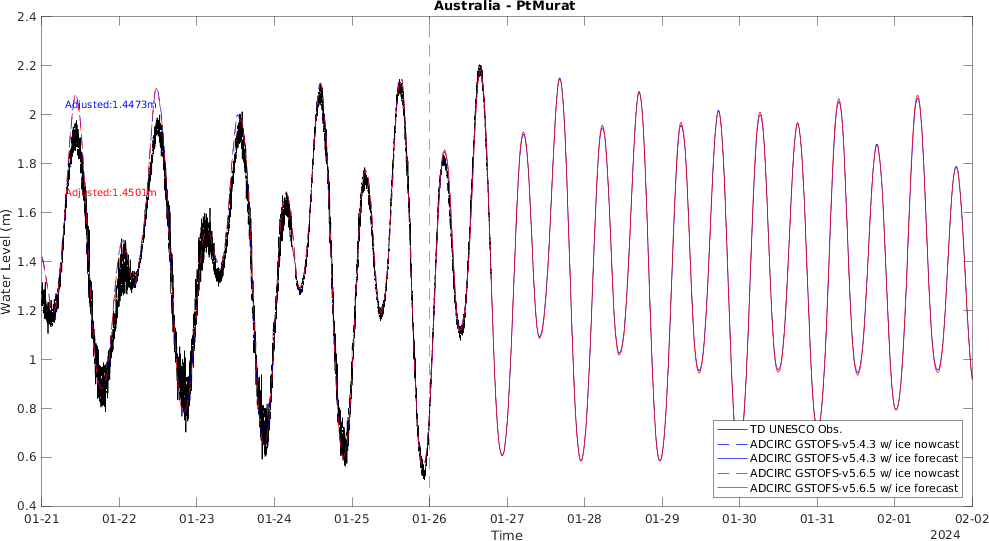 Australia - PtMurat
2.4
2.2
2
1.8
1.6
1.4
1.2
1
0.8
0.6
0.4
Water Level (m)
Adjusted:1.4473m
Adjusted:1.4501m
TD UNESCO Obs.
ADCIRC GSTOFS-v5.4.3 w/ ice nowcast
ADCIRC GSTOFS-v5.4.3 w/ ice forecast
ADCIRC GSTOFS-v5.6.5 w/ ice nowcast
ADCIRC GSTOFS-v5.6.5 w/ ice forecast
01-21 01-22 01-23 01-24 01-25 01-26 01-27 01-28 01-29 01-30 01-31 02-01 02-02
Time
2024